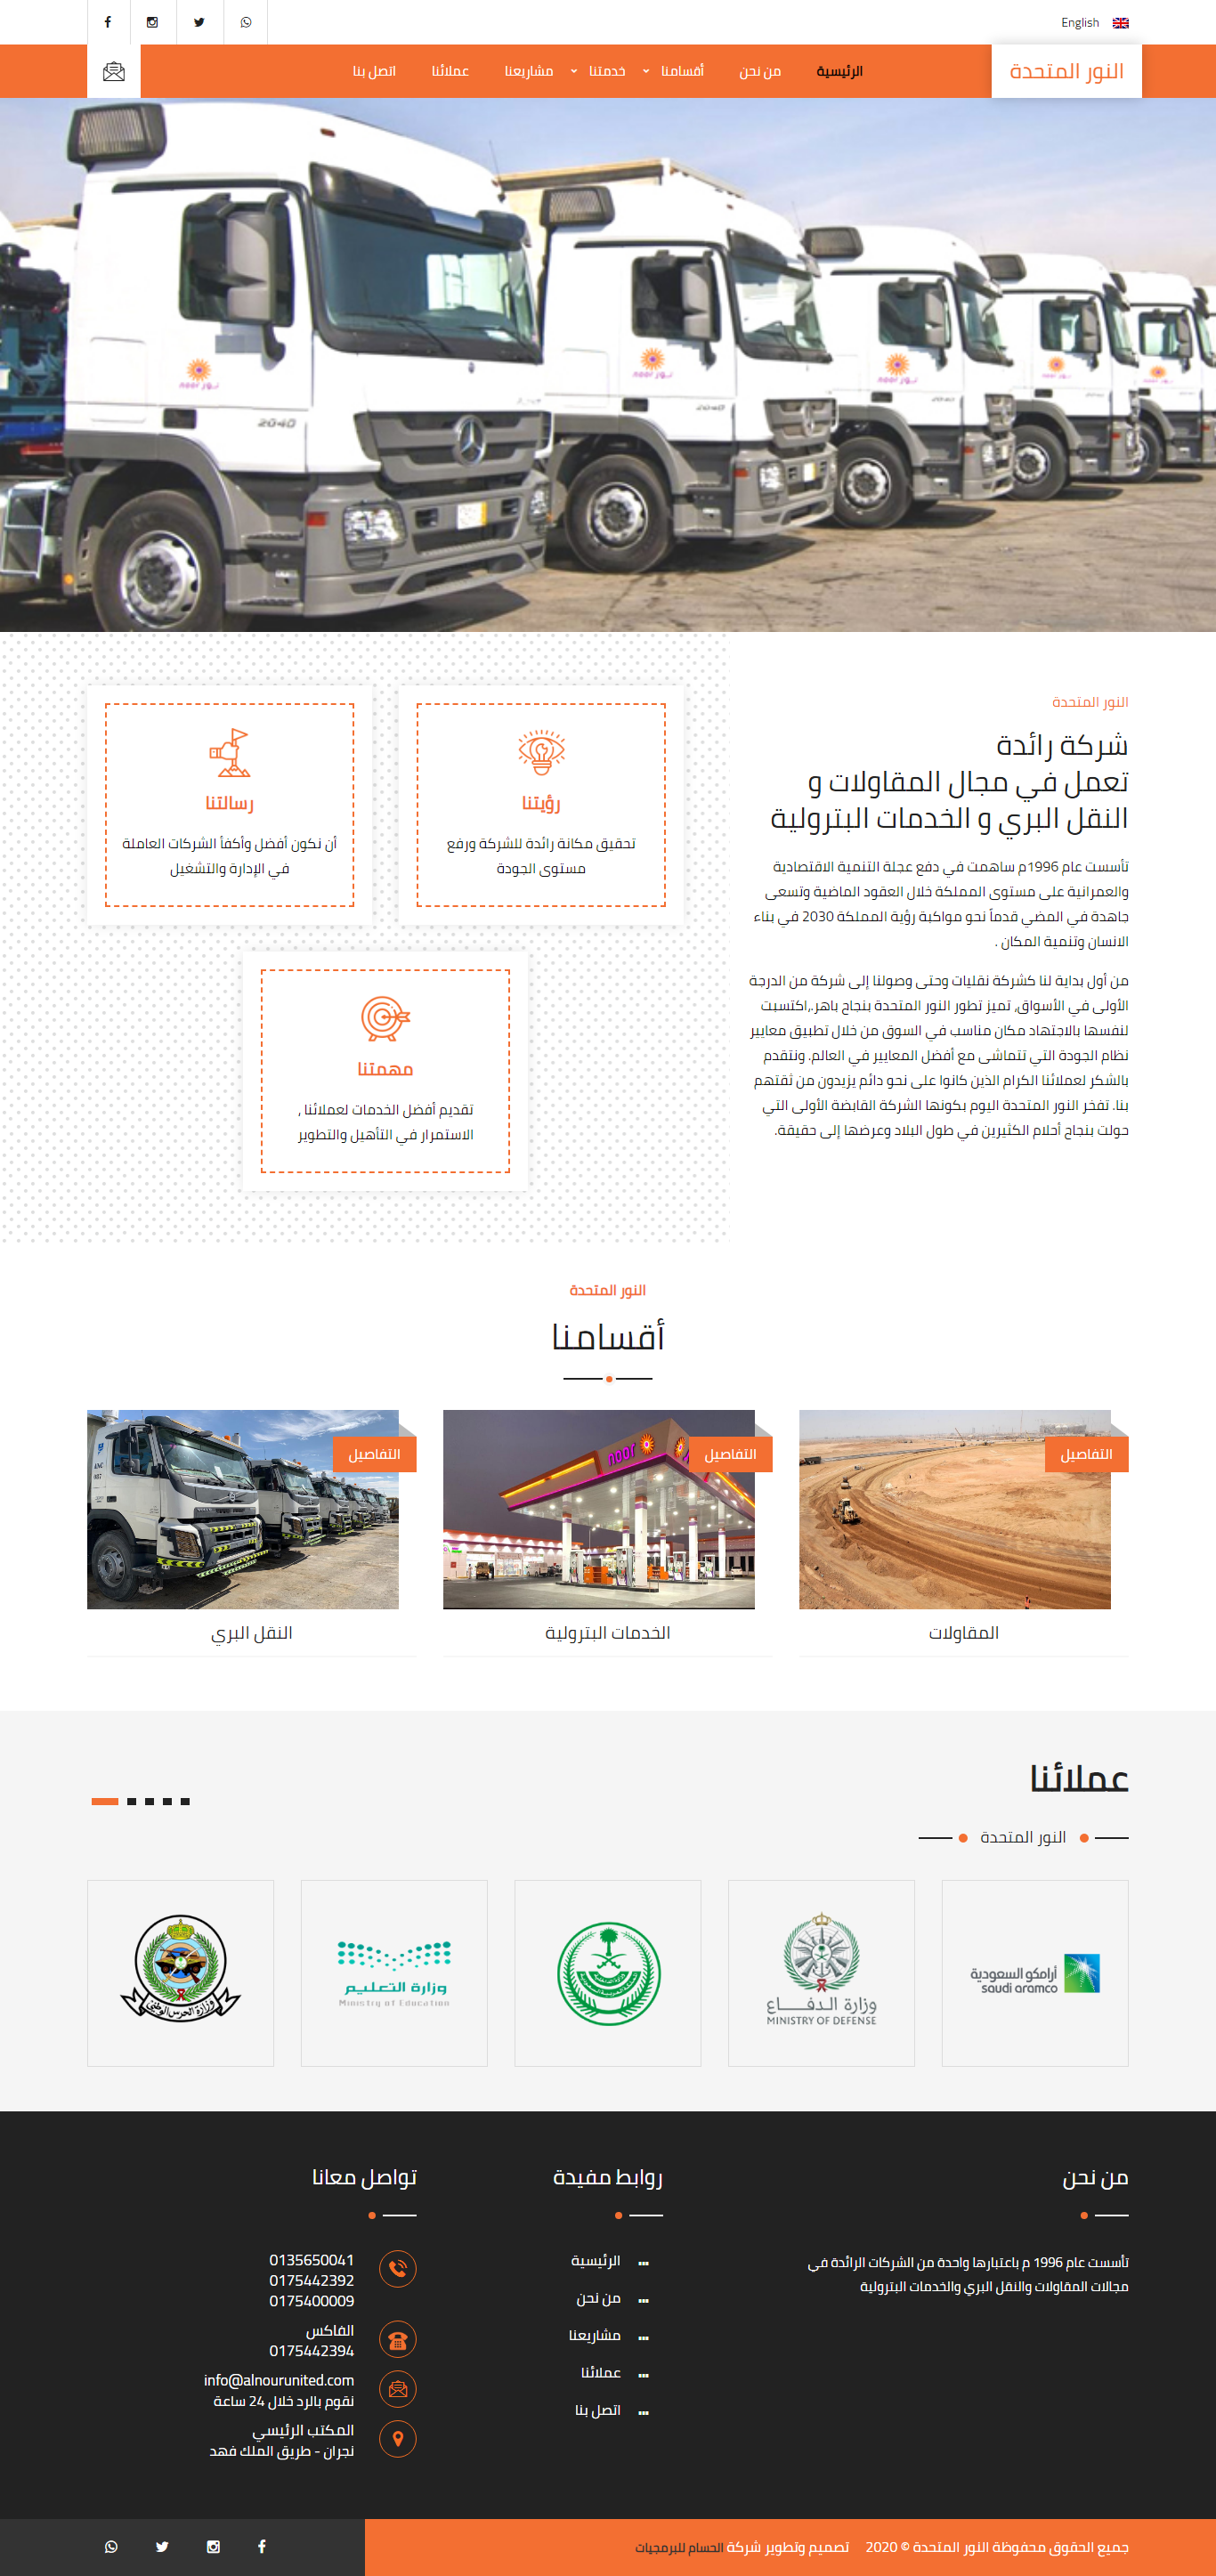 English
النور المتحدة
الرئيسية
من نحن
أقسامنا
خدمتنا
مشاريعنا
عملائنا
اتصل بنا
نـور noor
2040
نـور noor
2040
نـور noor
2040
النور المتحدة
شركة رائدة
تعمل في مجال المقاولات و
النقل البري و الخدمات البترولية
تأسست عام 1996م ساهمت في دفع عجلة التنمية الاقتصادية
والعمرانية على مستوى المملكة خلال العقود الماضية وتسعى
جاهدة في المضي قدماً نحو مواكبة رؤية المملكة 2030 في بناء
الانسان وتنمية المكان .
من أول بداية لنا كشركة نقليات وحتى وصولنا إلى شركة من الدرجة
الأولى في الأسواق, تميز تطور النور المتحدة بنجاح باهر.,اكتسبت
لنفسها بالاجتهاد مكان مناسب في السوق من خلال تطبيق معايير
نظام الجودة التي تتماشى مع أفضل المعايير في العالم. ونتقدم
بالشكر لعملائنا الكرام الذين كانوا على نحو دائم يزيدون من ثقتهم
بنا. تفخر النور المتحدة اليوم بكونها الشركة القابضة الأولى التي
حولت بنجاح أحلام الكثيرين في طول البلاد وعرضها إلى حقيقة.
رؤيتنا
تحقيق مكانة رائدة للشركة ورفع
مستوى الجودة
رسالتنا
أن نكون أفضل وأكفأ الشركات العاملة
في الإدارة والتشغيل
مهمتنا
تقديم أفضل الخدمات لعملائنا ,
الاستمرار في التأهيل والتطوير
النور المتحدة
أقسامنا
التفاصيل
المقاولات
التفاصيل
noor
الخدمات البترولية
التفاصيل
النقل البري
عملائنا
النور المتحدة
أرامكو السعودية
saudi aramco
وزارة الدفـــاع
MINISTRY OF DEFENSE
وزارة التعـليـم
Ministry of Education
وزارة الحرس الوطني
من نحن
تأسست عام 1996 م باعتبارها واحدة من الشركات الرائدة في
مجالات المقاولات والنقل البري والخدمات البترولية
روابط مفيدة
الرئيسية
من نحن
مشاريعنا
عملائنا
اتصل بنا
تواصل معانا
0135650041
0175442392
0175400009
الفاكس
0175442394
info@alnourunited.com
نقوم بالرد خلال 24 ساعة
المكتب الرئيسي
نجران - طريق الملك فهد
جميع الحقوق محفوظة النور المتحدة © 2020 تصميم وتطوير شركة الحسام للبرمجيات